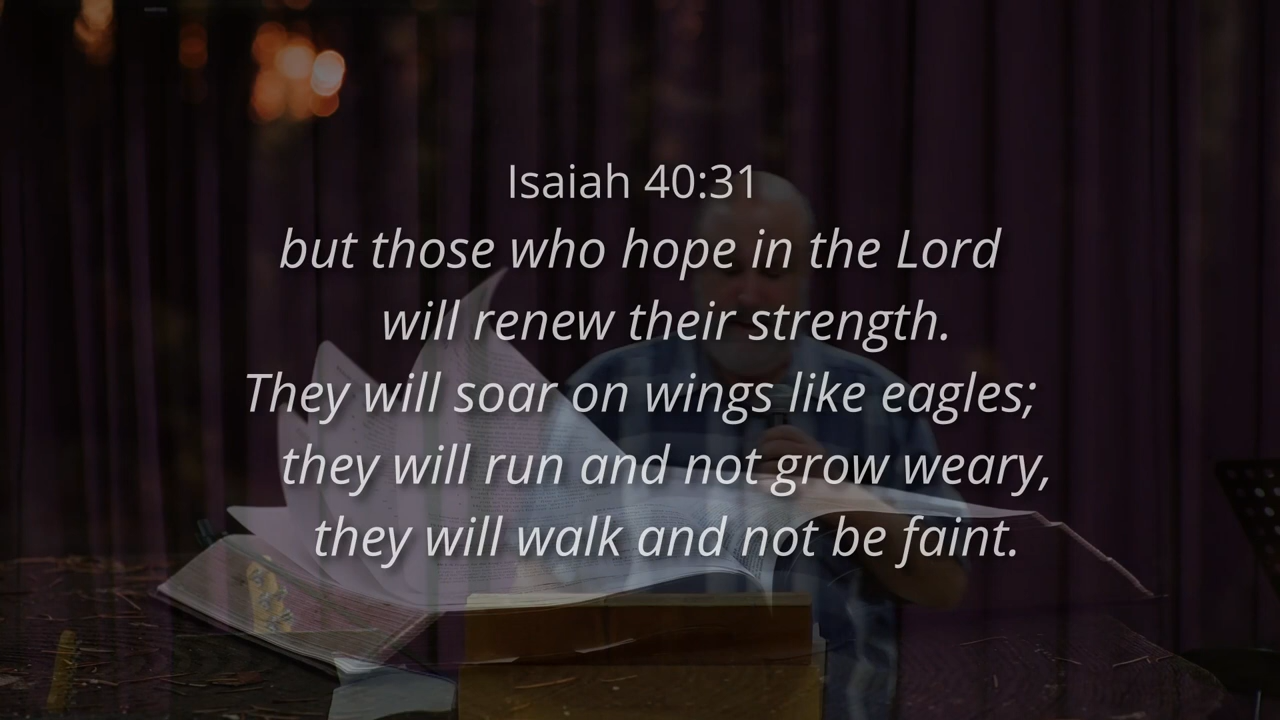 Isaiah 40:31
but those who hope in the Lord
will renew their strength.
They will soar on wings like eagles;
they will run and not grow weary,
they will walk and not be faint.